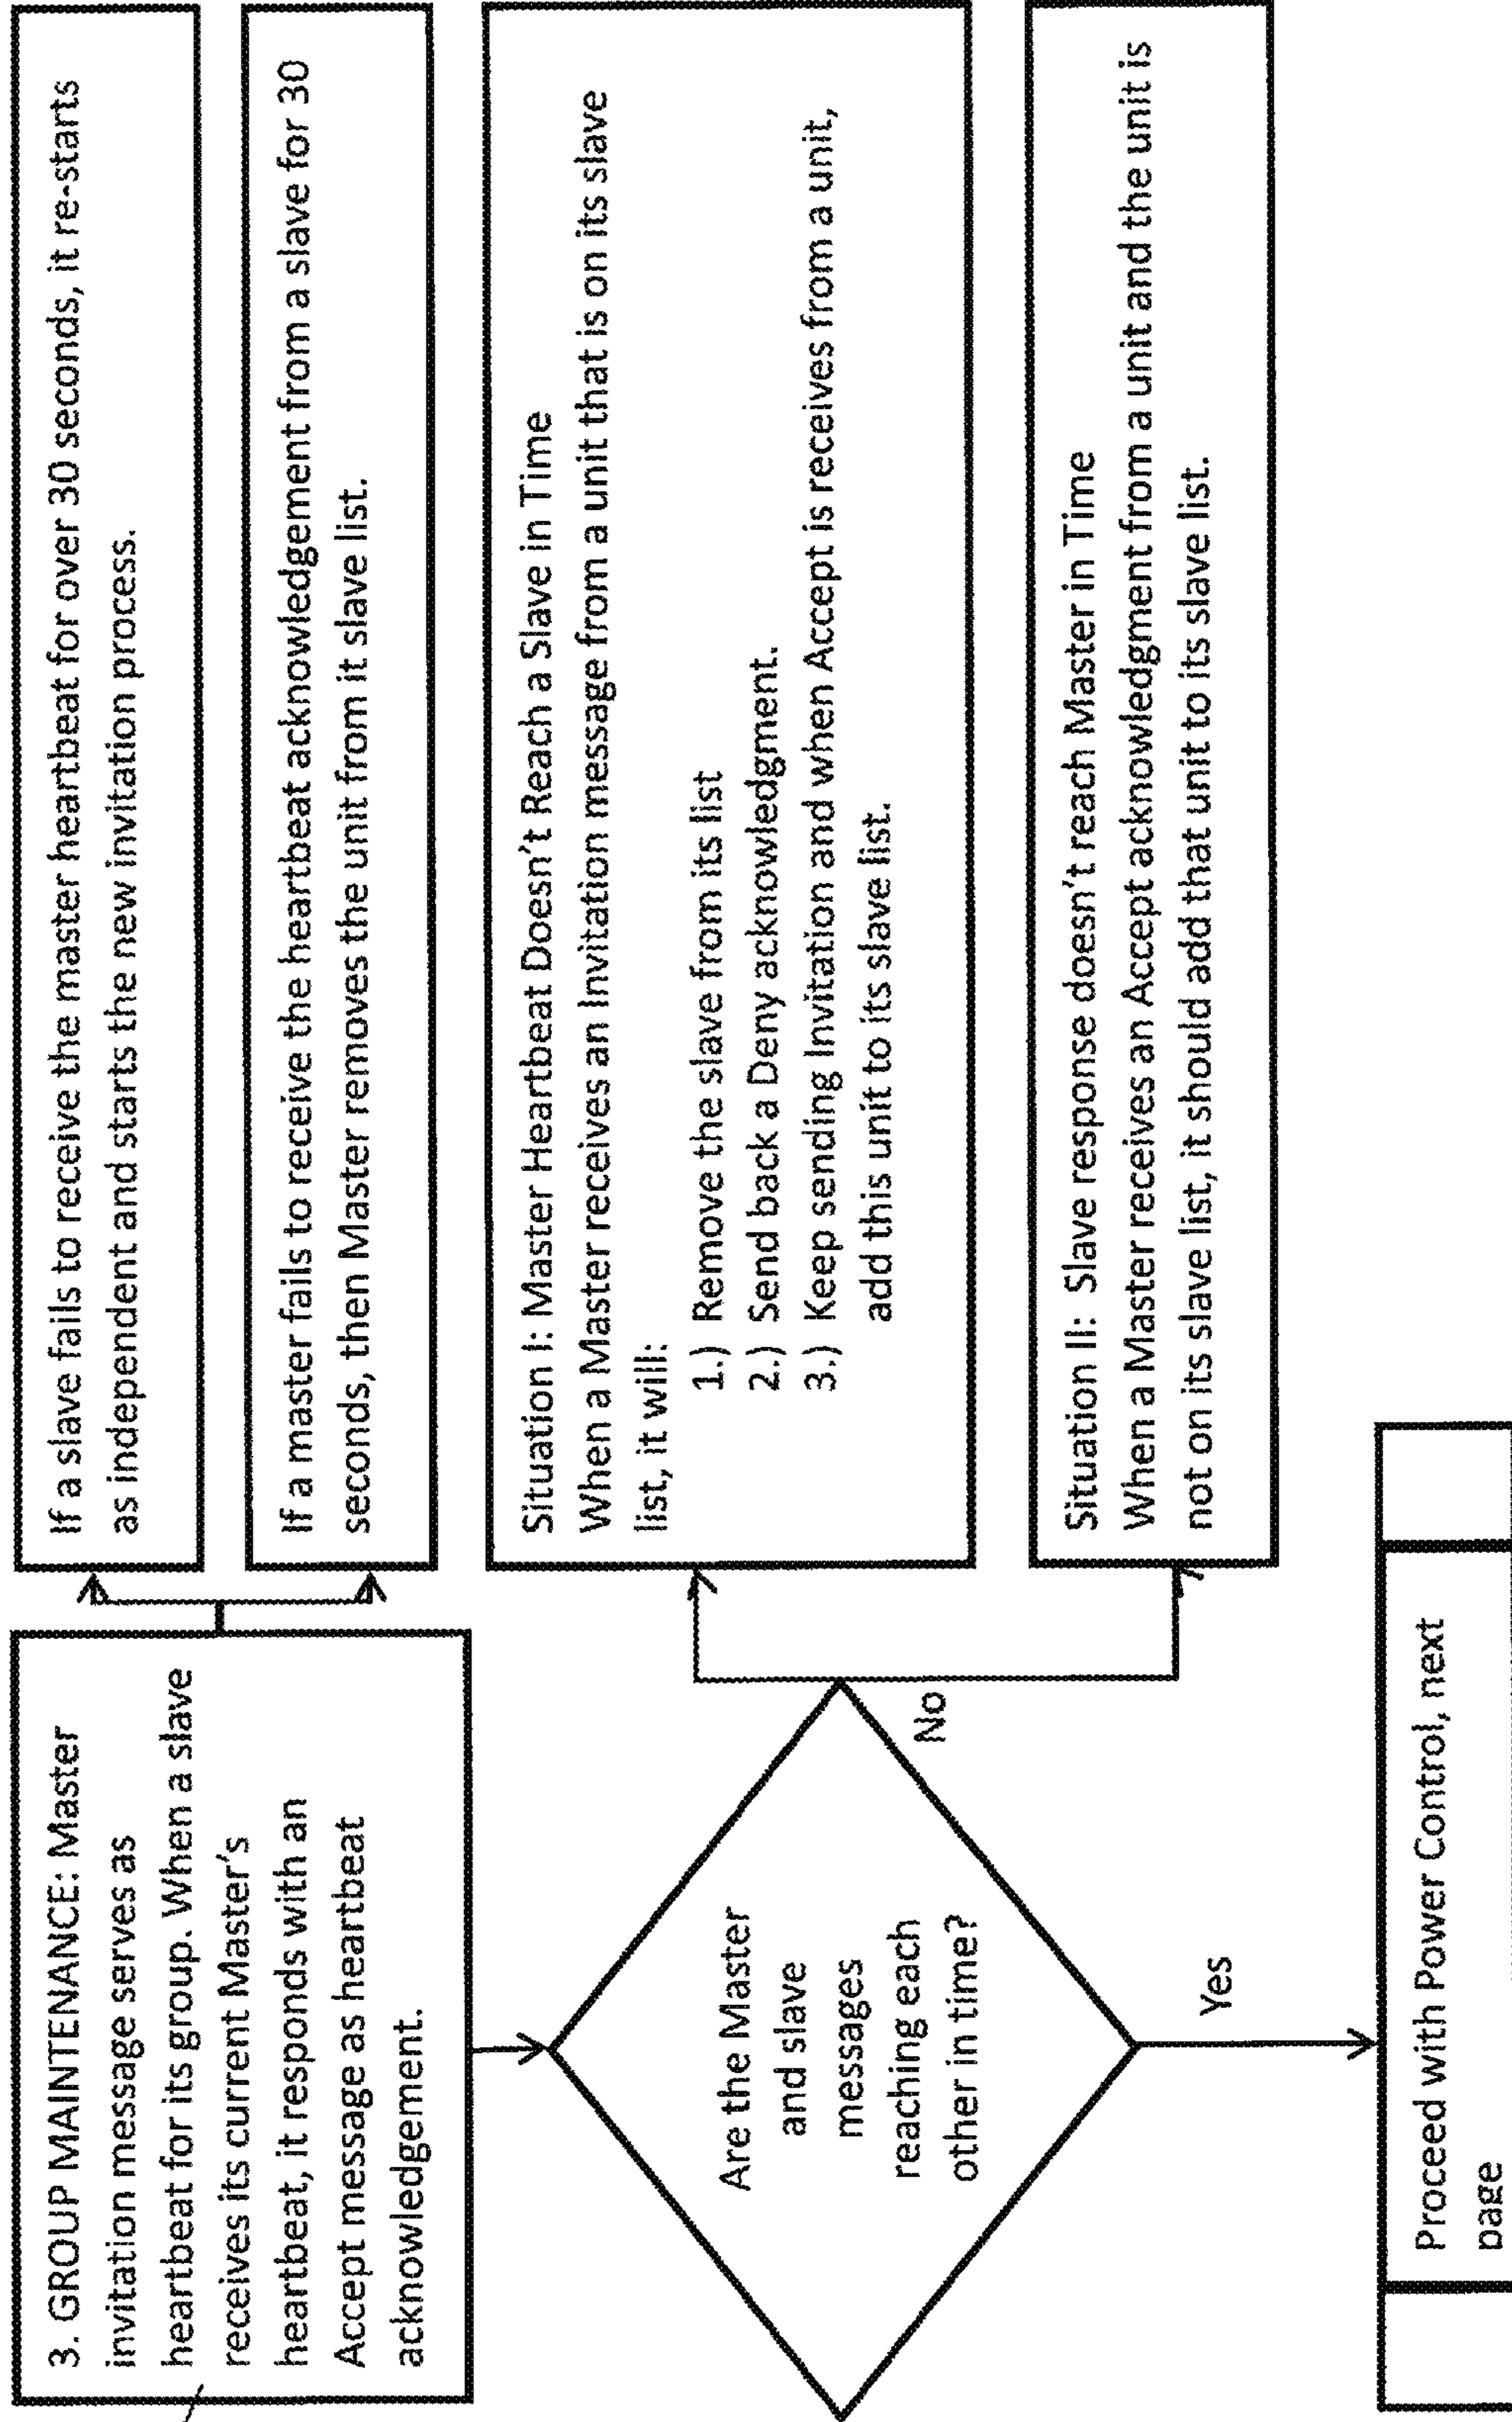 3. GROUP MAINTENANCE: Master
invitation message serves as
heartbeat for its group. When a slave
receives its current Master's
heartbeat, it responds with an
Accept message as heartbeat
acknowledgement.
If a slave fails to receive the master heartbeat for over 30 seconds, it re-starts
as independent and starts the new invitation process.
If a master fails to receive the heartbeat acknowledgement from a slave for 30
seconds, then Master removes the unit from it slave list.
Are the Master
and slave
messages
reaching each
other in time?
No
Situation I: Master Heartbeat Doesn't Reach a Slave in Time
When a Master receives an Invitation message from a unit that is on its slave
list, it will:
1.) Remove the slave from its list
2.) Send back a Deny acknowledgment.
3.) Keep sending Invitation and when Accept is receives from a unit,
add this unit to its slave list.
Situation II: Slave response doesn't reach Master in Time
When a Master receives an Accept acknowledgment from a unit and the unit is
not on its slave list, it should add that unit to its slave list.
Yes
Proceed with Power Control, next
page